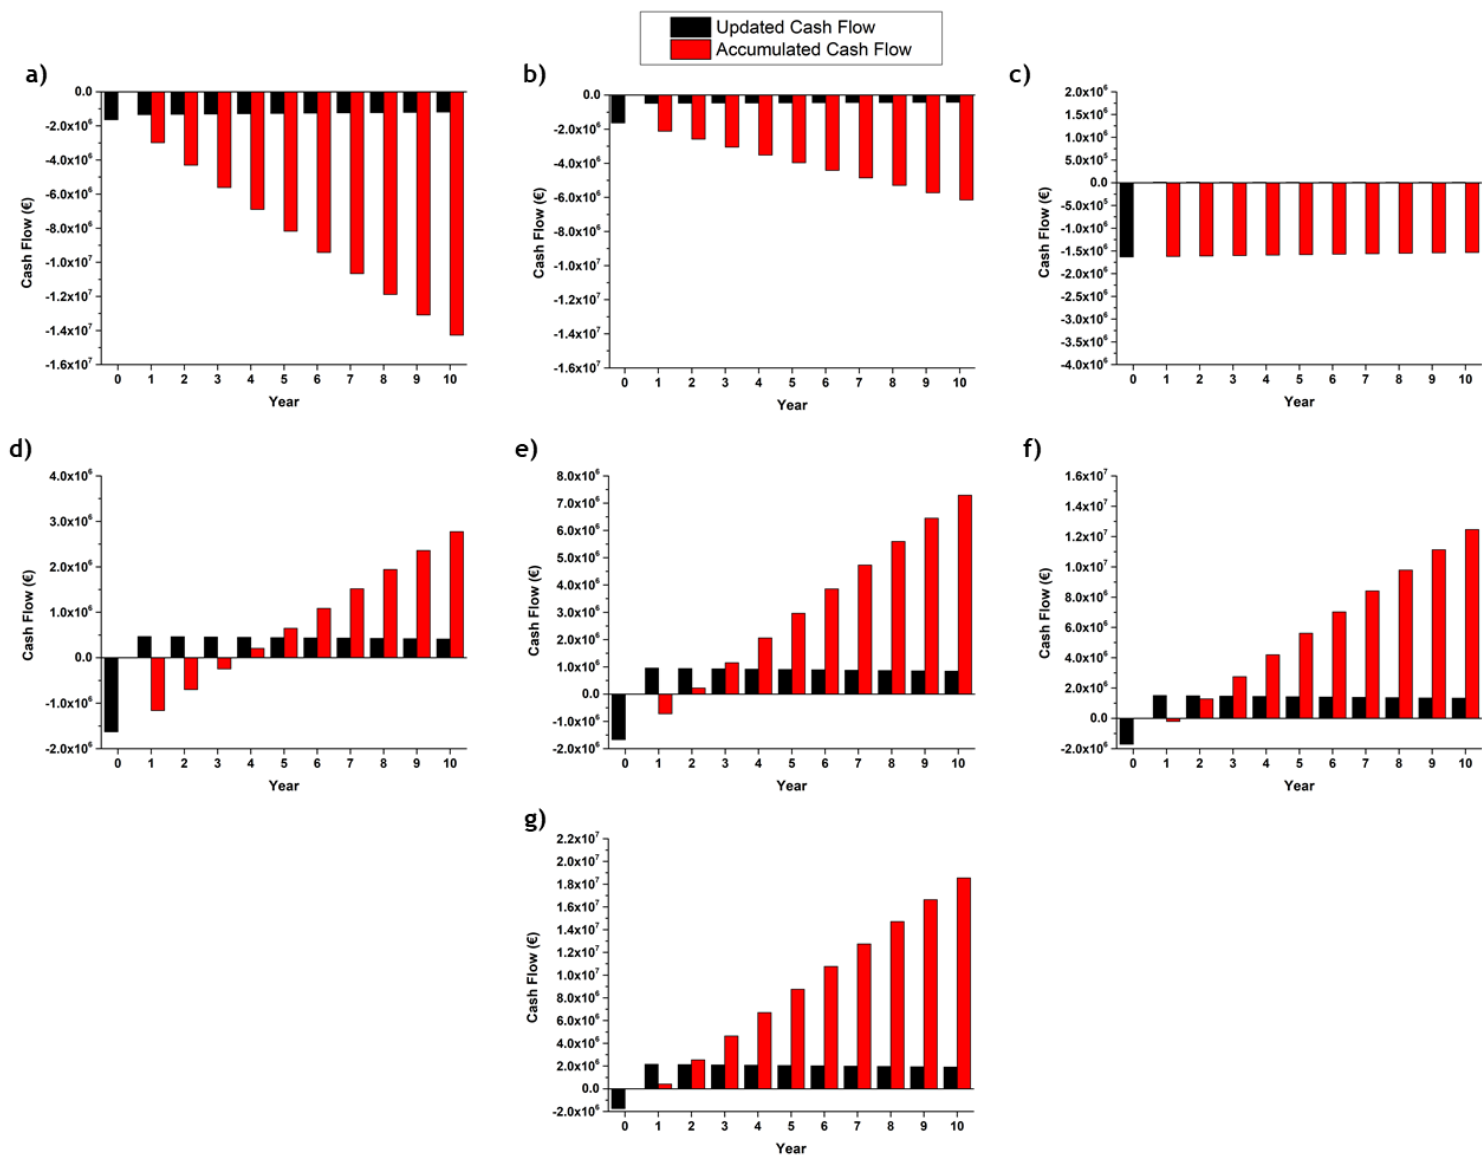 Updated Cash Flow
Accumulated Cash Flow
a)
0.0
-2.0x10⁶
-4.0x10⁶
-6.0x10⁶
-8.0x10⁶
-1.0x10⁷
-1.2x10⁷
-1.4x10⁷
-1.6x10⁷
Cash Flow (€)
0 1 2 3 4 5 6 7 8 9 10
Year
b)
0.0
-2.0x10⁶
-4.0x10⁶
-6.0x10⁶
-8.0x10⁶
-1.0x10⁷
-1.2x10⁷
-1.4x10⁷
-1.6x10⁷
Cash Flow (€)
0 1 2 3 4 5 6 7 8 9 10
Year
c)
2.0x10⁶
1.5x10⁶
1.0x10⁶
5.0x10⁵
0.0
-5.0x10⁵
-1.0x10⁶
-1.5x10⁶
-2.0x10⁶
-2.5x10⁶
-3.0x10⁶
-3.5x10⁶
-4.0x10⁶
Cash Flow (€)
0 1 2 3 4 5 6 7 8 9 10
Year
d)
4.0x10⁶
3.0x10⁶
2.0x10⁶
1.0x10⁶
0.0
-1.0x10⁶
-2.0x10⁶
Cash Flow (€)
0 1 2 3 4 5 6 7 8 9 10
Year
e)
8.0x10⁶
7.0x10⁶
6.0x10⁶
5.0x10⁶
4.0x10⁶
3.0x10⁶
2.0x10⁶
1.0x10⁶
0.0
-1.0x10⁶
-2.0x10⁶
Cash Flow (€)
0 1 2 3 4 5 6 7 8 9 10
Year
f)
1.6x10⁷
1.4x10⁷
1.2x10⁷
1.0x10⁷
8.0x10⁶
6.0x10⁶
4.0x10⁶
2.0x10⁶
0.0
-2.0x10⁶
Cash Flow (€)
0 1 2 3 4 5 6 7 8 9 10
Year
g)
2.2x10⁷
2.0x10⁷
1.8x10⁷
1.6x10⁷
1.4x10⁷
1.2x10⁷
1.0x10⁷
8.0x10⁶
6.0x10⁶
4.0x10⁶
2.0x10⁶
0.0
-2.0x10⁶
Cash Flow (€)
0 1 2 3 4 5 6 7 8 9 10
Year